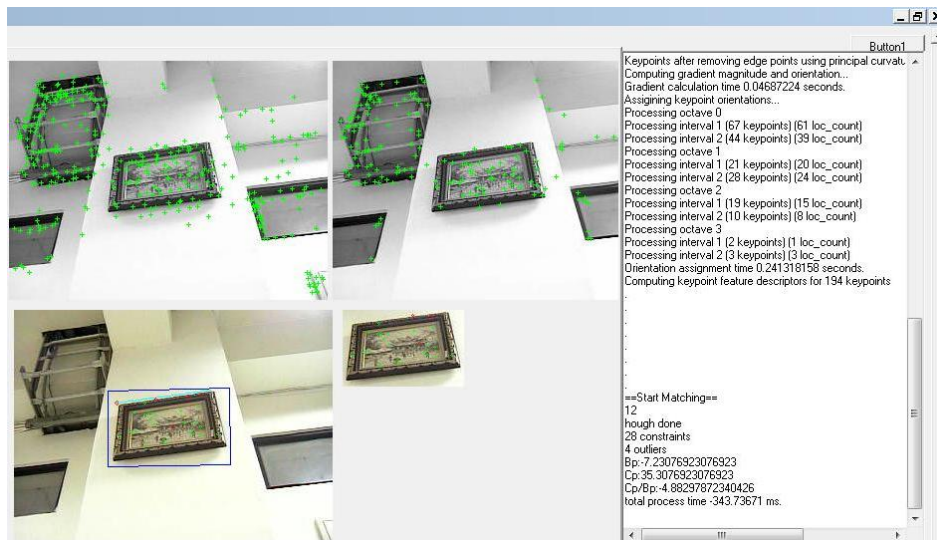 Button1
Keypoints after removing edge points using principal curvatu
Computing gradient magnitude and orientation...
Gradient calculation time 0.04687224 seconds.
Assigining keypoint orientations...
Processing octave 0
Processing interval 1 (67 keypoints) (61 loc_count)
Processing interval 2 (44 keypoints) (39 loc_count)
Processing octave 1
Processing interval 1 (21 keypoints) (20 loc_count)
Processing interval 2 (28 keypoints) (24 loc_count)
Processing octave 2
Processing interval 1 (19 keypoints) (15 loc_count)
Processing interval 2 (10 keypoints) (8 loc_count)
Processing octave 3
Processing interval 1 (2 keypoints) (1 loc_count)
Processing interval 2 (3 keypoints) (3 loc_count)
Orientation assignment time 0.241318158 seconds.
Computing keypoint feature descriptors for 194 keypoints
.
.
.
.
.
.
.
.
==Start Matching==
12
hough done
28 constraints
4 outliers
Bp:-7.23076923076923
Cp:35.3076923076923
Cp/Bp:-4.88297872340426
total process time -343.73671 ms.